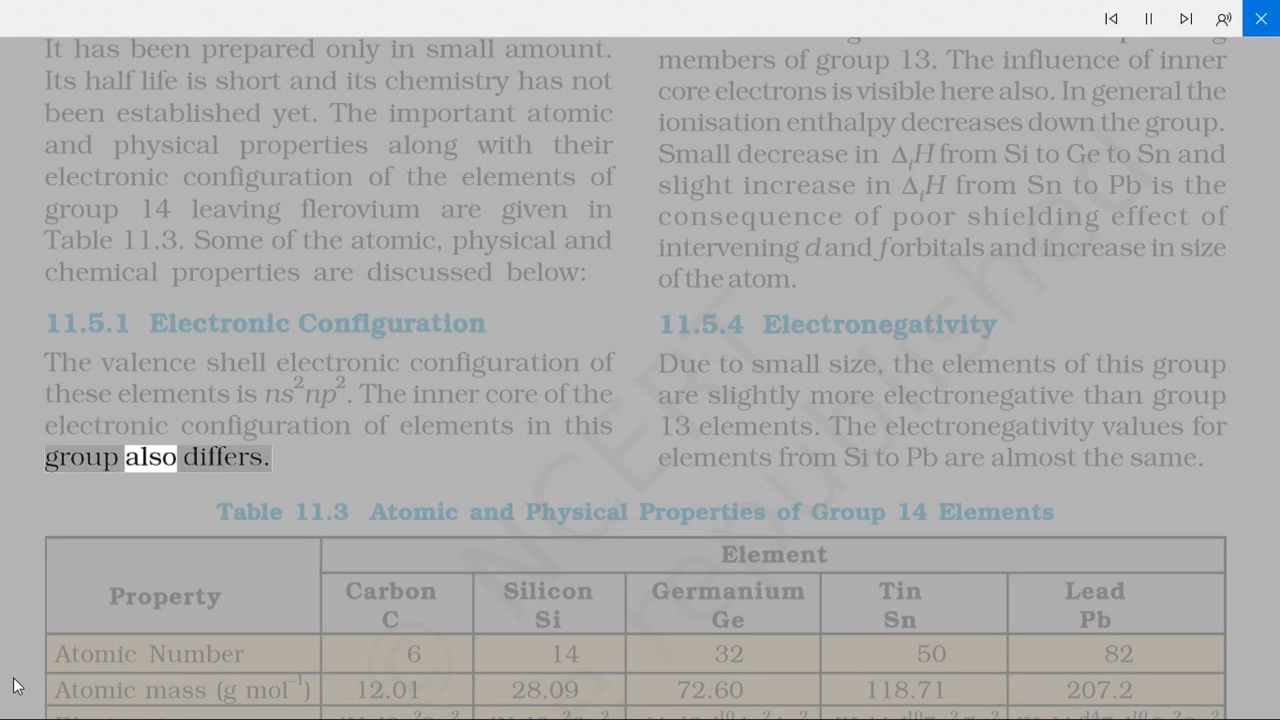 It has been prepared only in small amount.
Its half life is short and its chemistry has not
been established yet. The important atomic
and physical properties along with their
electronic configuration of the elements of
group 14 leaving flerovium are given in
Table 11.3. Some of the atomic, physical and
chemical properties are discussed below:
11.5.1 Electronic Configuration
The valence shell electronic configuration of
these elements is ns²np². The inner core of the
electronic configuration of elements in this
group also differs.
members of group 13. The influence of inner
core electrons is visible here also. In general the
ionisation enthalpy decreases down the group.
Small decrease in ΔᵢH from Si to Ge to Sn and
slight increase in ΔᵢH from Sn to Pb is the
consequence of poor shielding effect of
intervening d and f orbitals and increase in size
of the atom.
11.5.4 Electronegativity
Due to small size, the elements of this group
are slightly more electronegative than group
13 elements. The electronegativity values for
elements from Si to Pb are almost the same.
Table 11.3 Atomic and Physical Properties of Group 14 Elements
Element
Property Carbon Silicon Germanium Tin Lead
C Si Ge Sn Pb
Atomic Number 6 14 32 50 82
Atomic mass (g mol⁻¹) 12.01 28.09 72.60 118.71 207.2
© NCERT
republished